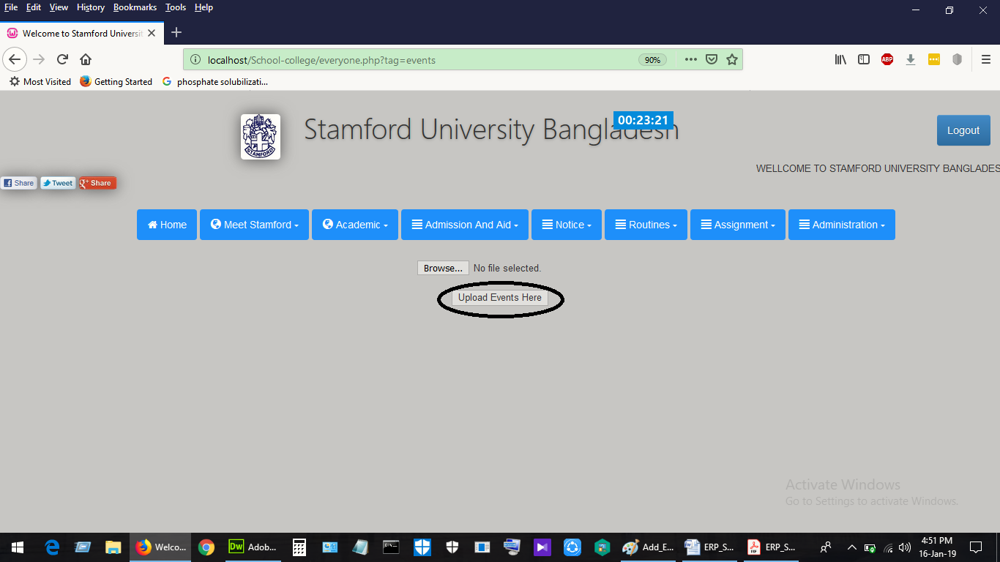 File Edit View History Bookmarks Tools Help
Welcome to Stamford Universit
localhost/School-college/everyone.php?tag=events 90%
ABP
Most Visited Getting Started phosphate solubilizati...
STAMFORD
Stamford University Bangladesh
00:23:21
Logout
WELLCOME TO STAMFORD UNIVERSITY BANGLADES
Share Tweet Share
Home Meet Stamford Academic Admission And Aid Notice Routines Assignment Administration
Browse... No file selected.
Upload Events Here
Activate Windows
Go to Settings to activate Windows.
Welco... Dw Adob... Add_E... ERP_S... ERP_S...
4:51 PM
16-Jan-19